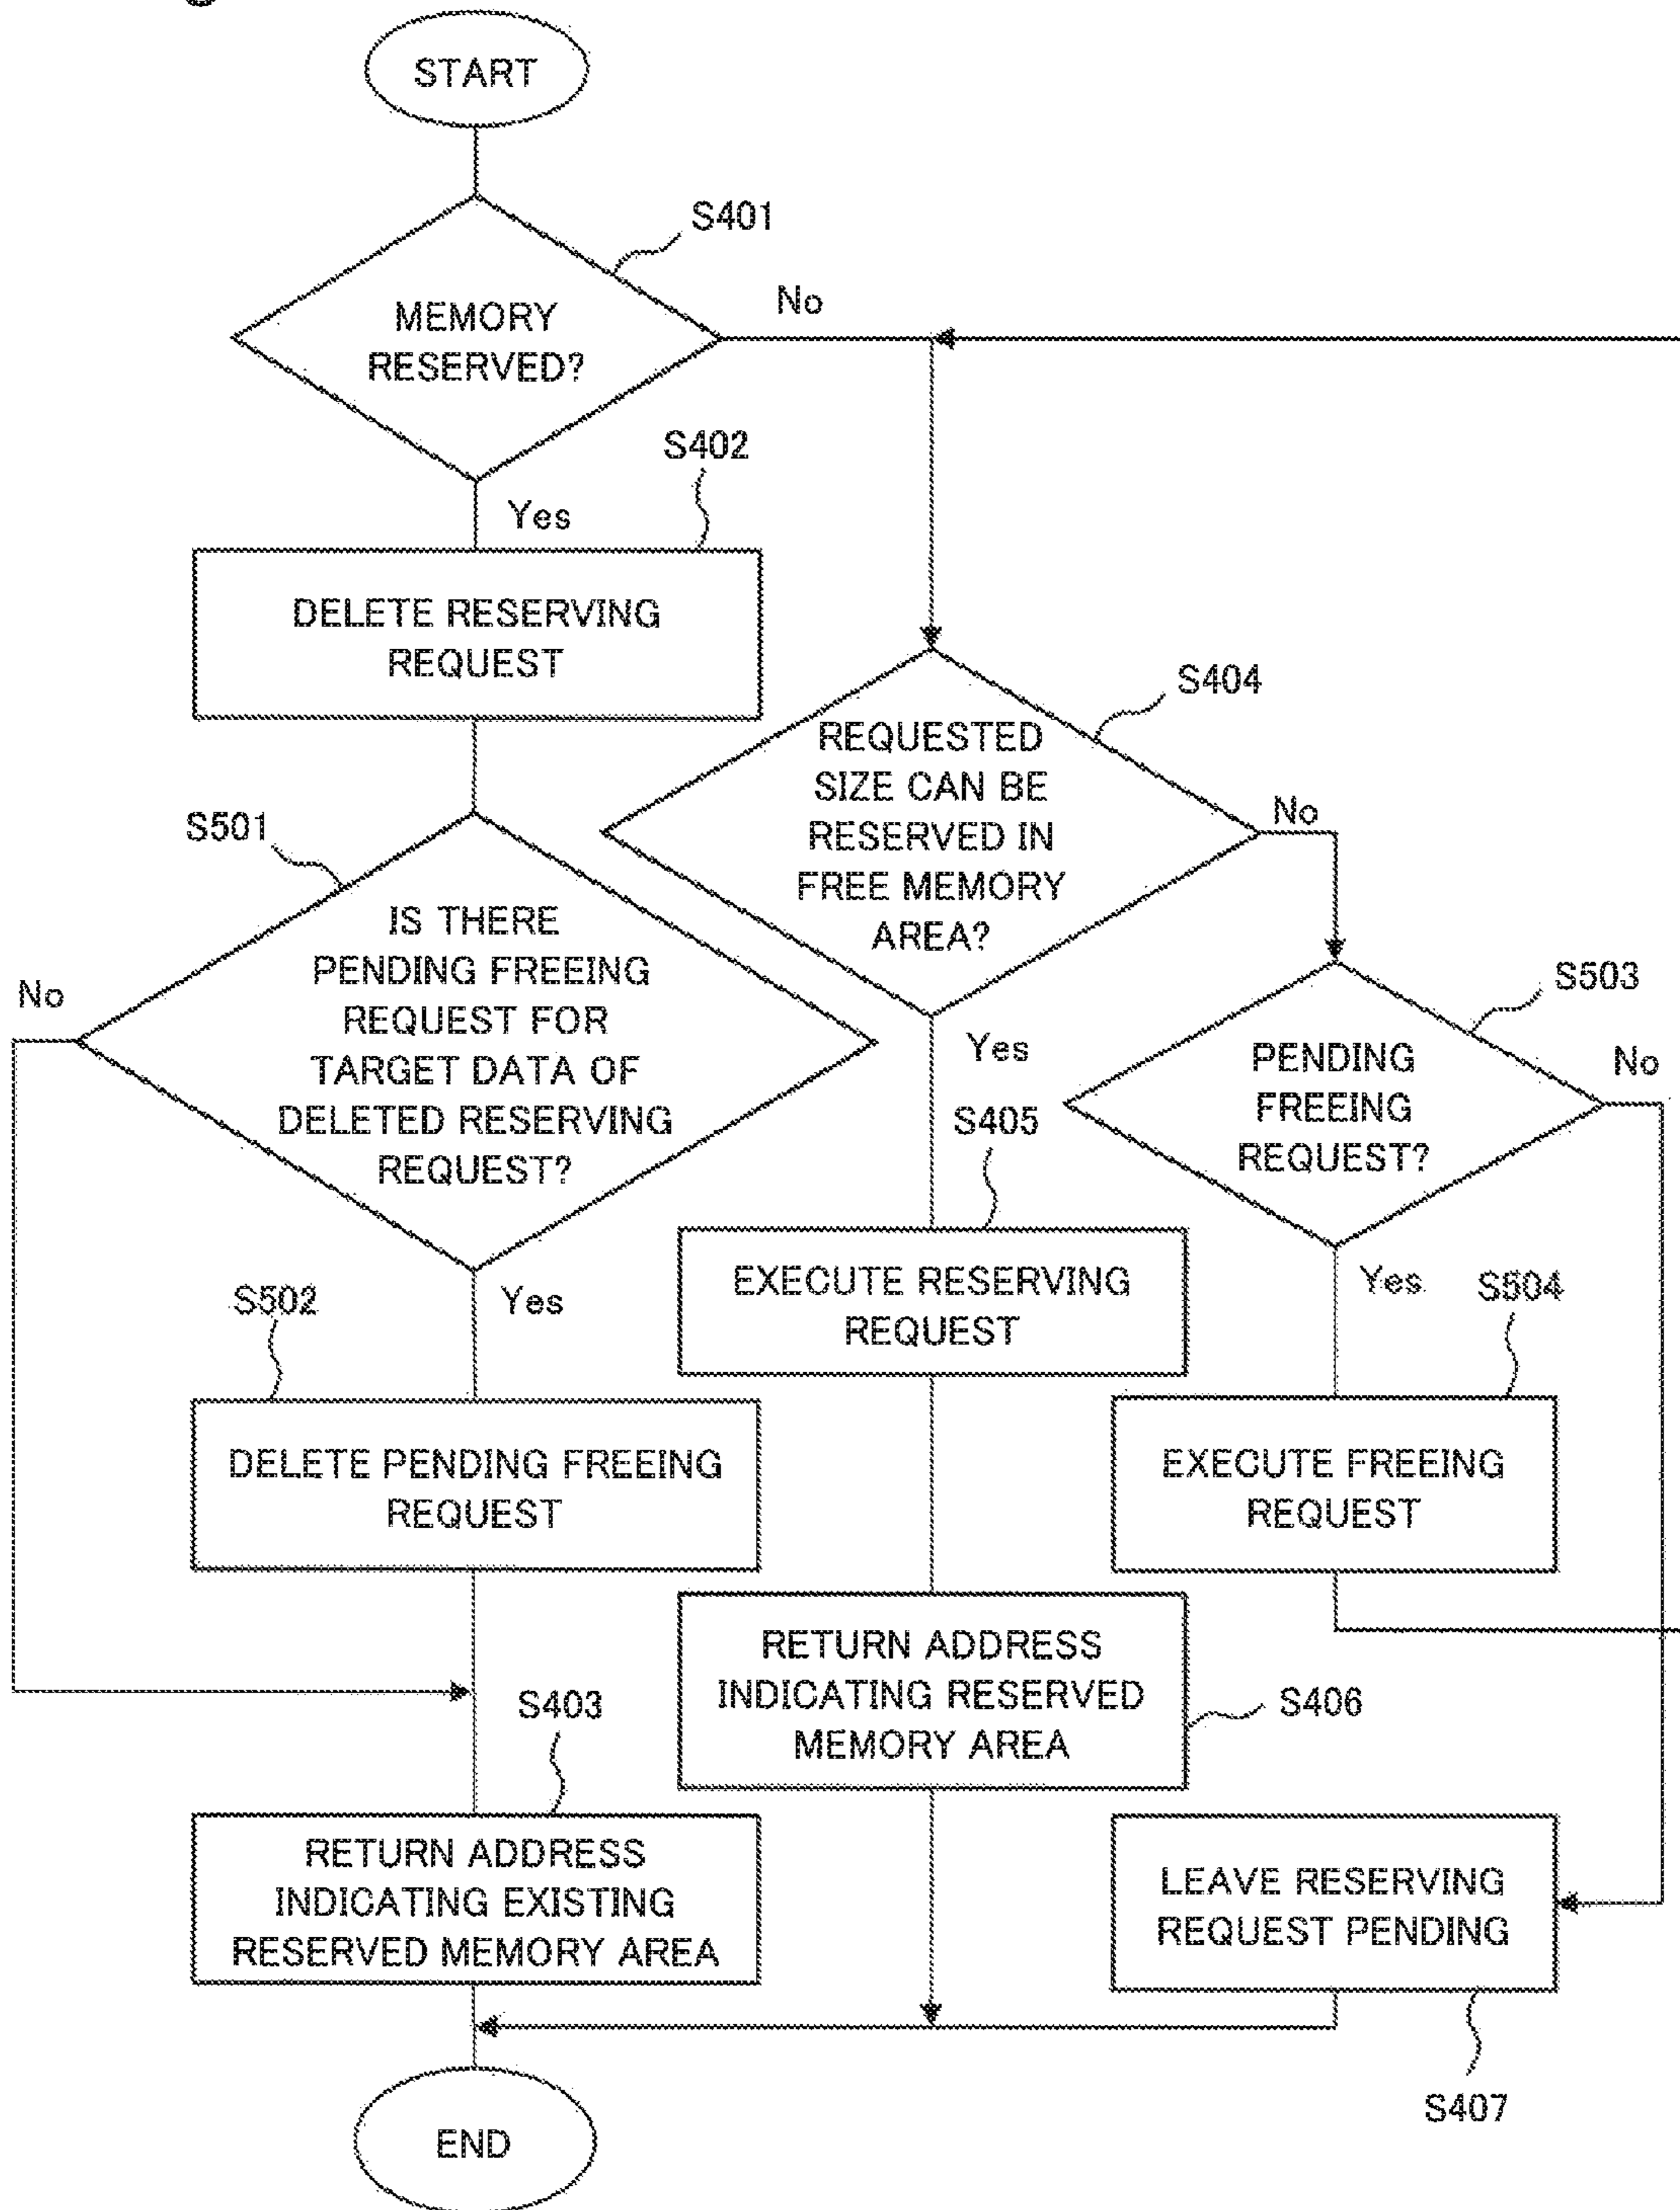 START
S401
MEMORY
RESERVED?
No
Yes
S402
DELETE RESERVING
REQUEST
S501
IS THERE
PENDING FREEING
REQUEST FOR
TARGET DATA OF
DELETED RESERVING
REQUEST?
No
Yes
S502
DELETE PENDING FREEING
REQUEST
S403
RETURN ADDRESS
INDICATING EXISTING
RESERVED MEMORY AREA
S404
REQUESTED
SIZE CAN BE
RESERVED IN
FREE MEMORY
AREA?
No
Yes
S405
EXECUTE RESERVING
REQUEST
RETURN ADDRESS
INDICATING RESERVED
MEMORY AREA
S406
S503
PENDING
FREEING
REQUEST?
No
Yes
S504
EXECUTE FREEING
REQUEST
LEAVE RESERVING
REQUEST PENDING
S407
END